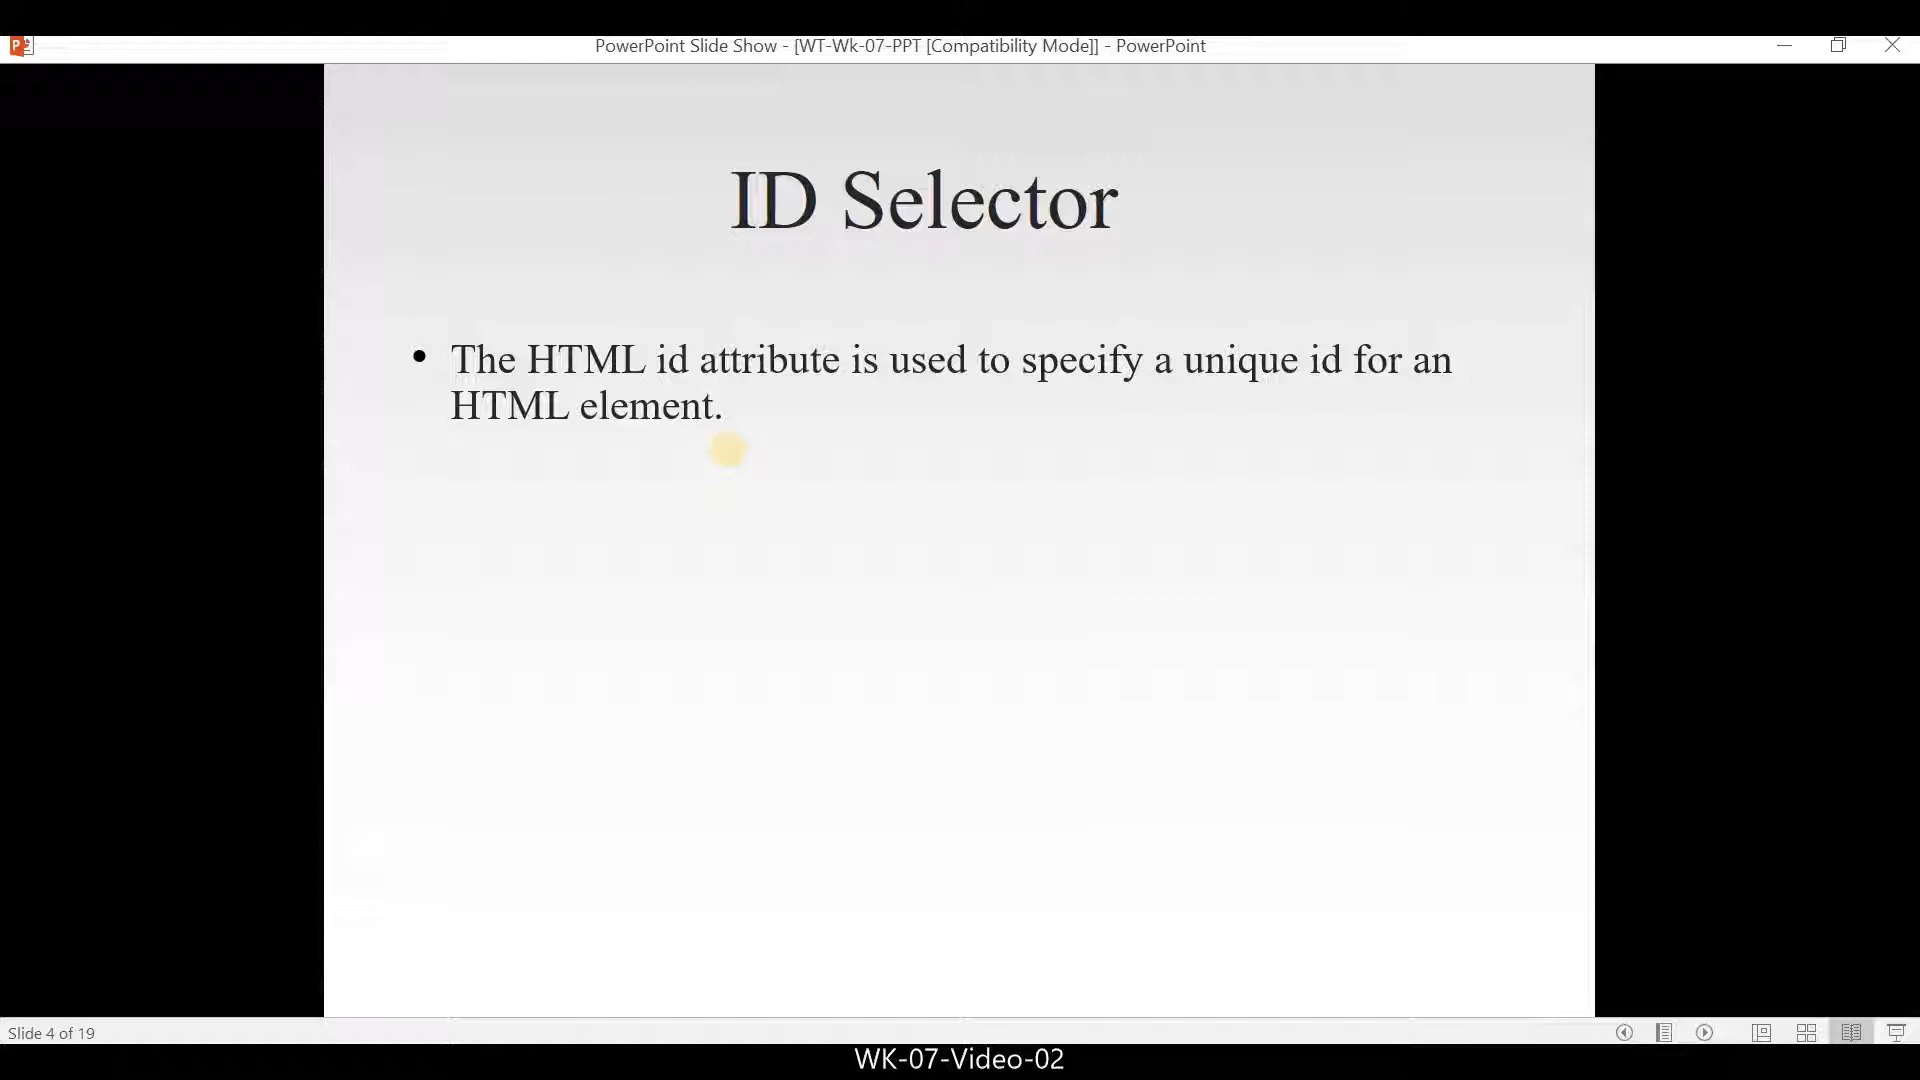 PowerPoint Slide Show - [WT-Wk-07-PPT [Compatibility Mode]] - PowerPoint
ID Selector
• The HTML id attribute is used to specify a unique id for an
HTML element.
Slide 4 of 19
WK-07-Video-02